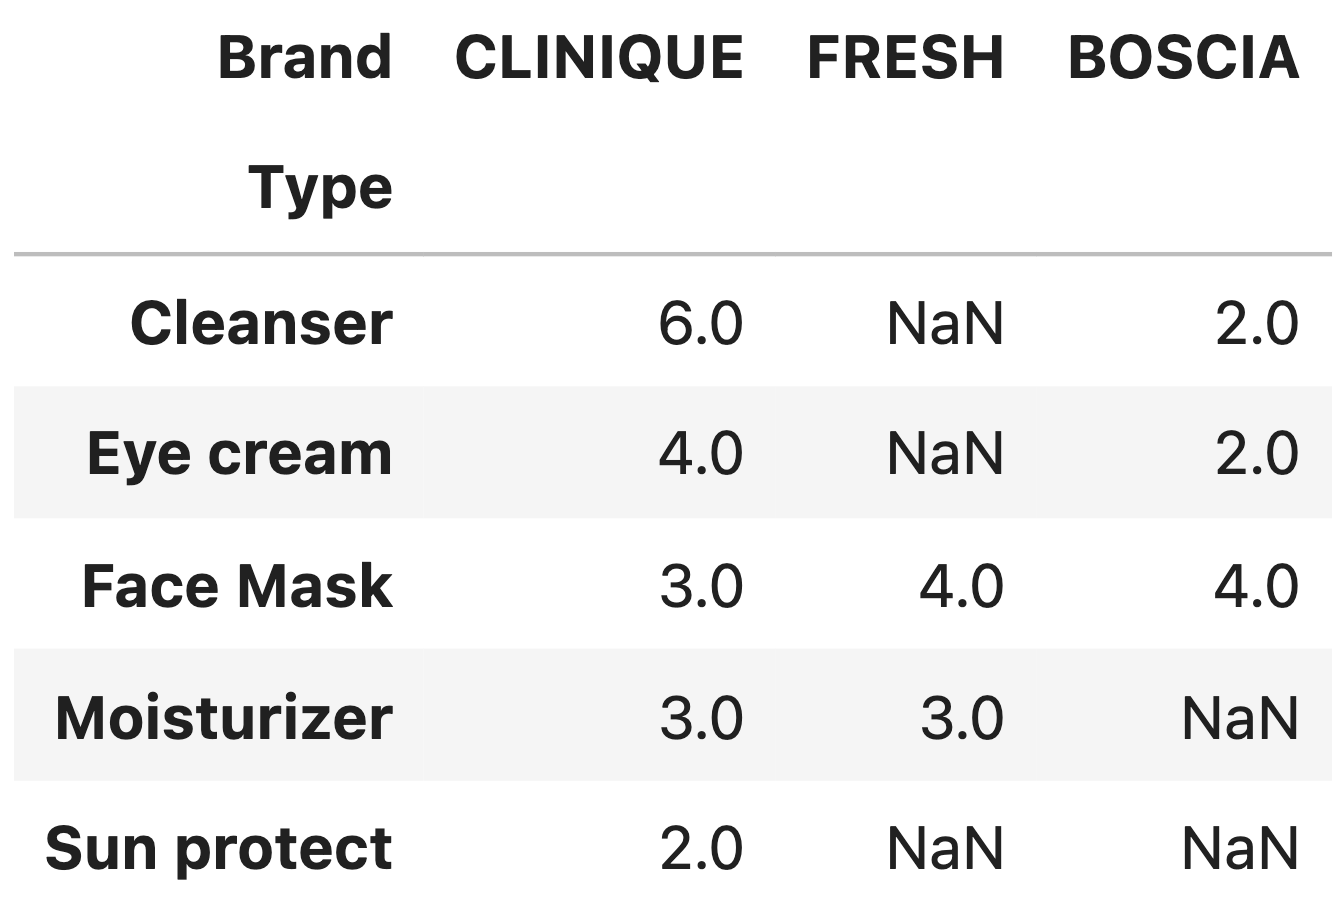 Brand CLINIQUE FRESH BOSCIA
Type
Cleanser 6.0 NaN 2.0
Eye cream 4.0 NaN 2.0
Face Mask 3.0 4.0 4.0
Moisturizer 3.0 3.0 NaN
Sun protect 2.0 NaN NaN